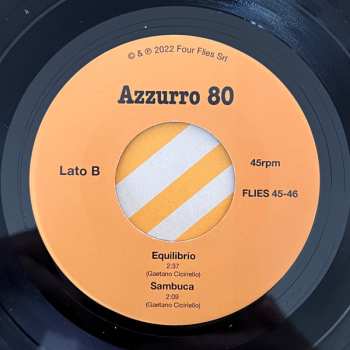 © & ℗ 2022 Four Flies Srl
Azzurro 80
Lato B
45rpm
FLIES 45-46
Equilibrio
2:37
(Gaetano Ciciriello)
Sambuca
2:09
(Gaetano Ciciriello)